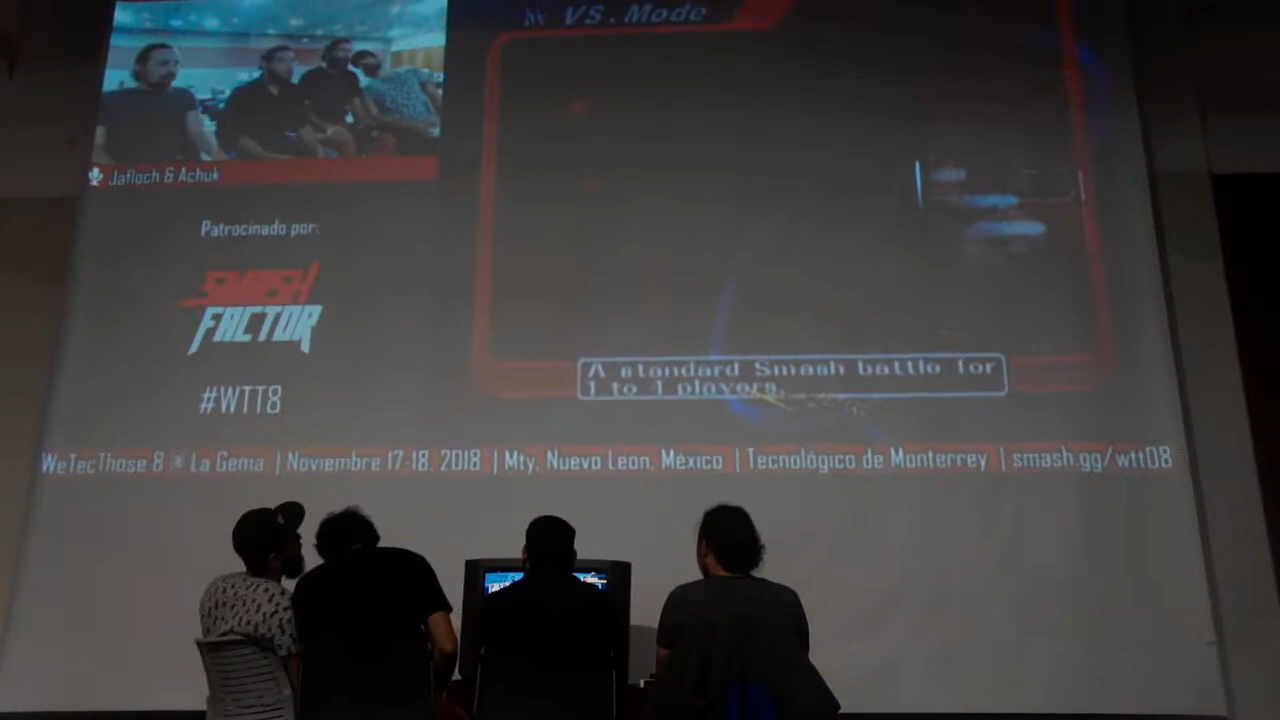 VS. Mode
Jafloch & Achuk
Patrocinado por:
SMASH
FACTOR
#WTT8
A standard Smash battle for
1 to 4 players.
WeTecThose 8 @ La Gema | Noviembre 17-18, 2018 | Mty, Nuevo Leon, México | Tecnológico de Monterrey | smash.gg/wtt08